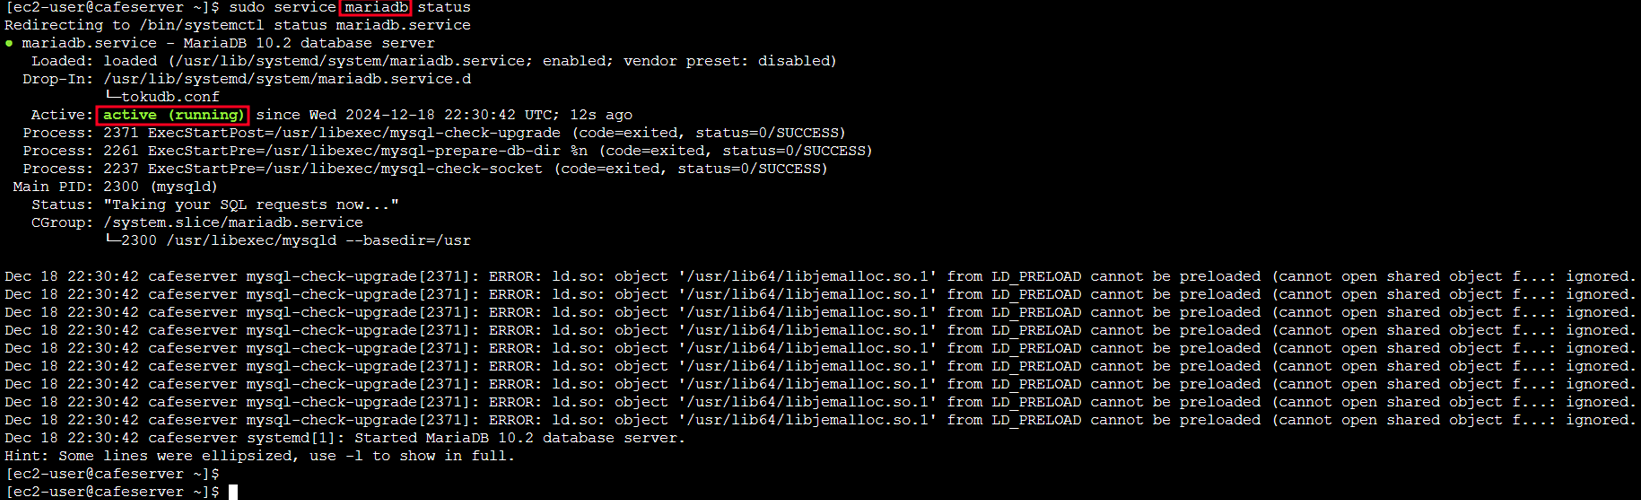 [ec2-user@cafeserver ~]$ sudo service mariadb status
Redirecting to /bin/systemctl status mariadb.service
● mariadb.service - MariaDB 10.2 database server
   Loaded: loaded (/usr/lib/systemd/system/mariadb.service; enabled; vendor preset: disabled)
  Drop-In: /usr/lib/systemd/system/mariadb.service.d
           └─tokudb.conf
   Active: active (running) since Wed 2024-12-18 22:30:42 UTC; 12s ago
  Process: 2371 ExecStartPost=/usr/libexec/mysql-check-upgrade (code=exited, status=0/SUCCESS)
  Process: 2261 ExecStartPre=/usr/libexec/mysql-prepare-db-dir %n (code=exited, status=0/SUCCESS)
  Process: 2237 ExecStartPre=/usr/libexec/mysql-check-socket (code=exited, status=0/SUCCESS)
 Main PID: 2300 (mysqld)
   Status: "Taking your SQL requests now..."
   CGroup: /system.slice/mariadb.service
           └─2300 /usr/libexec/mysqld --basedir=/usr

Dec 18 22:30:42 cafeserver mysql-check-upgrade[2371]: ERROR: ld.so: object '/usr/lib64/libjemalloc.so.1' from LD_PRELOAD cannot be preloaded (cannot open shared object f...: ignored.
Dec 18 22:30:42 cafeserver mysql-check-upgrade[2371]: ERROR: ld.so: object '/usr/lib64/libjemalloc.so.1' from LD_PRELOAD cannot be preloaded (cannot open shared object f...: ignored.
Dec 18 22:30:42 cafeserver mysql-check-upgrade[2371]: ERROR: ld.so: object '/usr/lib64/libjemalloc.so.1' from LD_PRELOAD cannot be preloaded (cannot open shared object f...: ignored.
Dec 18 22:30:42 cafeserver mysql-check-upgrade[2371]: ERROR: ld.so: object '/usr/lib64/libjemalloc.so.1' from LD_PRELOAD cannot be preloaded (cannot open shared object f...: ignored.
Dec 18 22:30:42 cafeserver mysql-check-upgrade[2371]: ERROR: ld.so: object '/usr/lib64/libjemalloc.so.1' from LD_PRELOAD cannot be preloaded (cannot open shared object f...: ignored.
Dec 18 22:30:42 cafeserver mysql-check-upgrade[2371]: ERROR: ld.so: object '/usr/lib64/libjemalloc.so.1' from LD_PRELOAD cannot be preloaded (cannot open shared object f...: ignored.
Dec 18 22:30:42 cafeserver mysql-check-upgrade[2371]: ERROR: ld.so: object '/usr/lib64/libjemalloc.so.1' from LD_PRELOAD cannot be preloaded (cannot open shared object f...: ignored.
Dec 18 22:30:42 cafeserver mysql-check-upgrade[2371]: ERROR: ld.so: object '/usr/lib64/libjemalloc.so.1' from LD_PRELOAD cannot be preloaded (cannot open shared object f...: ignored.
Dec 18 22:30:42 cafeserver mysql-check-upgrade[2371]: ERROR: ld.so: object '/usr/lib64/libjemalloc.so.1' from LD_PRELOAD cannot be preloaded (cannot open shared object f...: ignored.
Dec 18 22:30:42 cafeserver systemd[1]: Started MariaDB 10.2 database server.
Hint: Some lines were ellipsized, use -l to show in full.
[ec2-user@cafeserver ~]$
[ec2-user@cafeserver ~]$